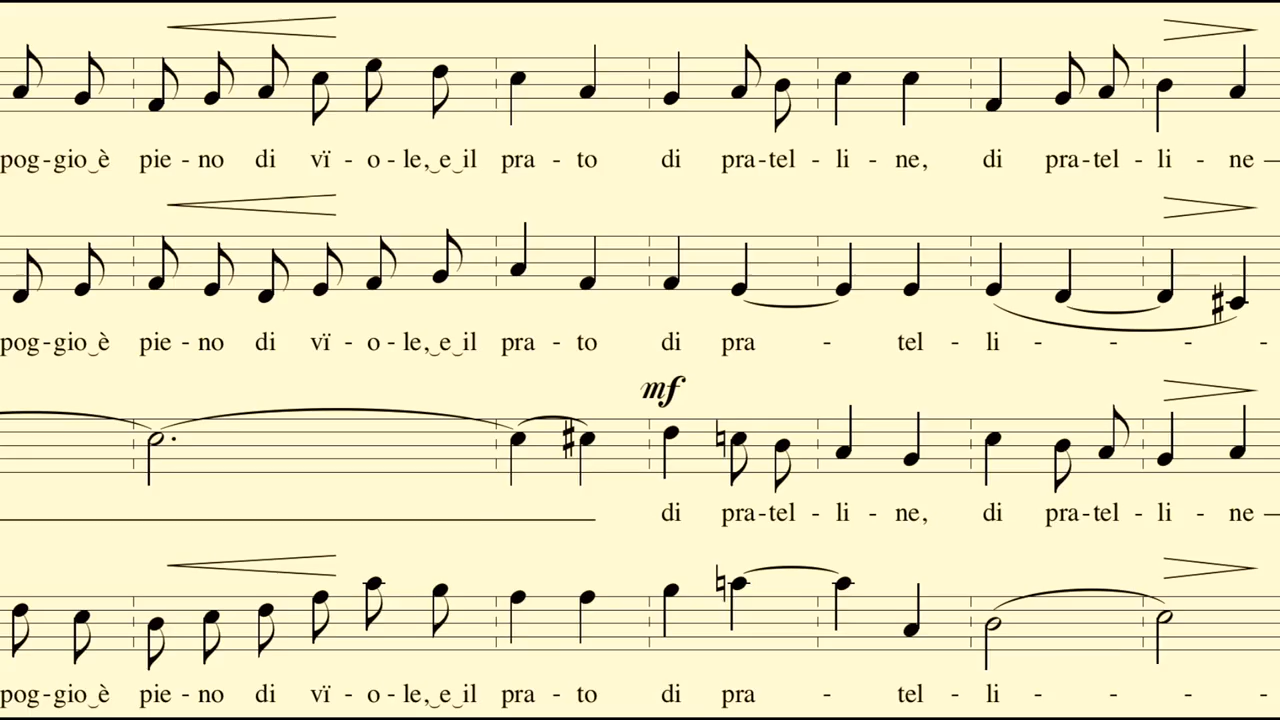 pog-gio‿è pie - no di vï - o - le,‿e‿il pra - to di pra-tel - li - ne, di pra-tel - li - ne
pog-gio‿è pie - no di vï - o - le,‿e‿il pra - to di pra - tel - li - - - -
mf
di pra-tel - li - ne, di pra-tel - li - ne
pog-gio‿è pie - no di vï - o - le,‿e‿il pra - to di pra - tel - li - - - -